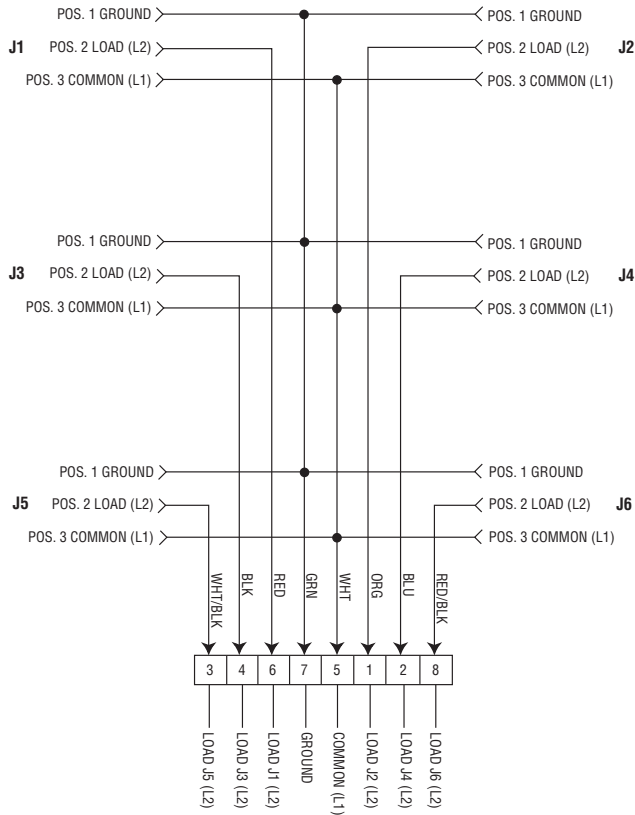 POS. 1 GROUND
POS. 1 GROUND
J1
POS. 2 LOAD (L2)
POS. 2 LOAD (L2)
J2
POS. 3 COMMON (L1)
POS. 3 COMMON (L1)
POS. 1 GROUND
POS. 1 GROUND
J3
POS. 2 LOAD (L2)
POS. 2 LOAD (L2)
J4
POS. 3 COMMON (L1)
POS. 3 COMMON (L1)
POS. 1 GROUND
POS. 1 GROUND
J5
POS. 2 LOAD (L2)
POS. 2 LOAD (L2)
J6
POS. 3 COMMON (L1)
POS. 3 COMMON (L1)
WHT/BLK
BLK
RED
GRN
WHT
ORG
BLU
RED/BLK
3
4
6
7
5
1
2
8
LOAD J5 (L2)
LOAD J3 (L2)
LOAD J1 (L2)
GROUND
COMMON (L1)
LOAD J2 (L2)
LOAD J4 (L2)
LOAD J6 (L2)